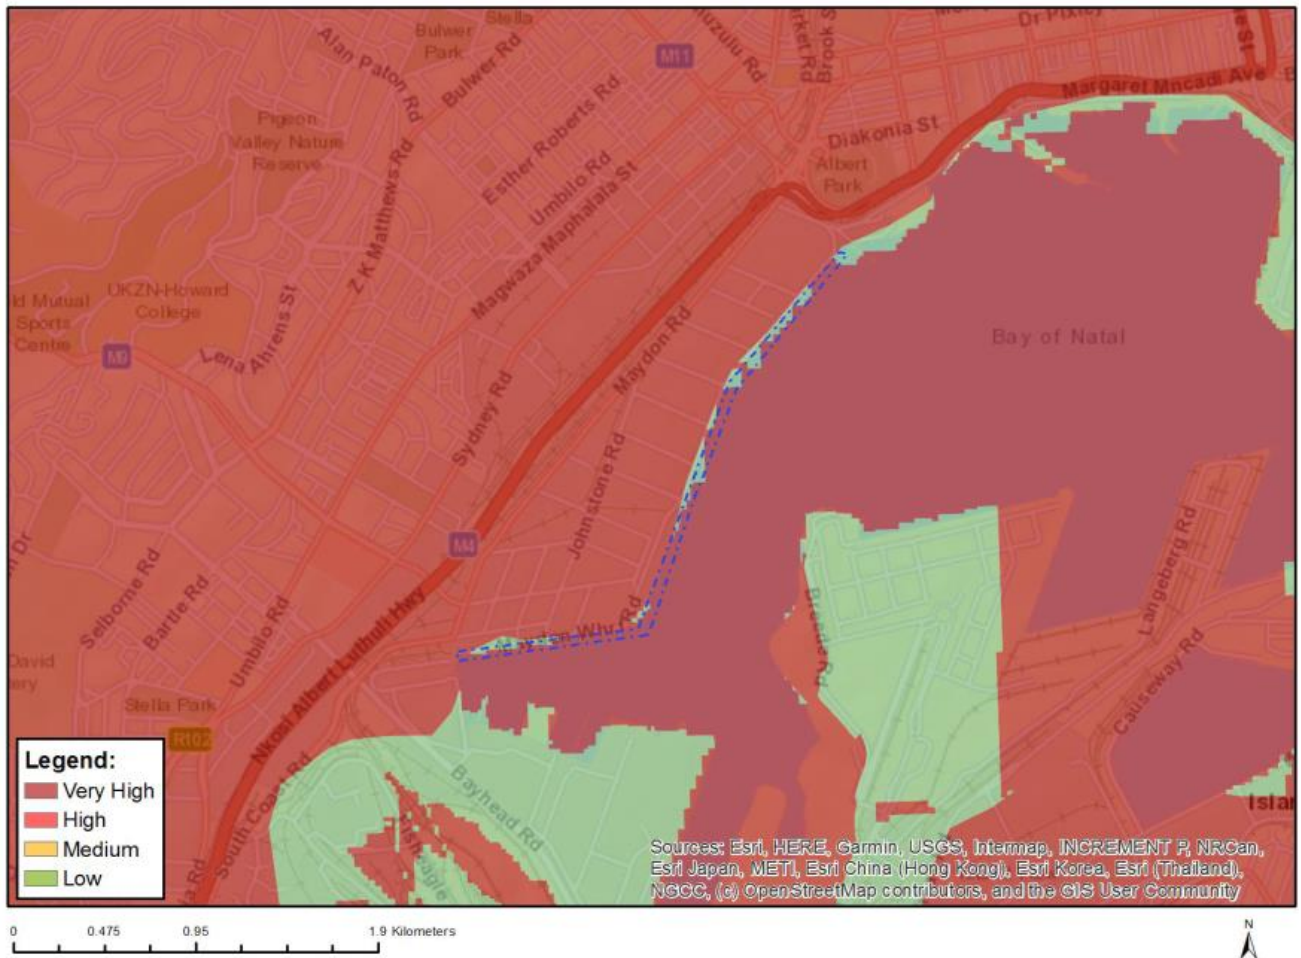 Stella
Bulwer
Park
Alan Paton Rd
Bulwer Rd
M11
Brook S
Dr Pixley
Margaret Mncadi Ave
Pigeon
Valley Nature
Reserve
Esther Roberts Rd
Diakonia St
Albert
Park
Umbilo Rd
Z K Matthews Rd
Magwaza Maphalala St
UKZN-Howard
College
ld Mutual
Sports
Centre
M8
Lena Ahrens St
Bay of Natal
Maydon Rd
Sydney Rd
Johnstone Rd
M4
Langeberg Rd
Selborne Rd
Bartle Rd
Umbilo Rd
Nkosi Albert Luthuli Hwy
Causeway Rd
David
ery
Stella Park
R102
South Coast Rd
Bayhead Rd
Islan
Legend:
Very High
High
Medium
Low
Sources: Esri, HERE, Garmin, USGS, Intermap, INCREMENT P, NRCan,
Esri Japan, METI, Esri China (Hong Kong), Esri Korea, Esri (Thailand),
NGCC, (c) OpenStreetMap contributors, and the GIS User Community
0 0.475 0.95 1.9 Kilometers
N